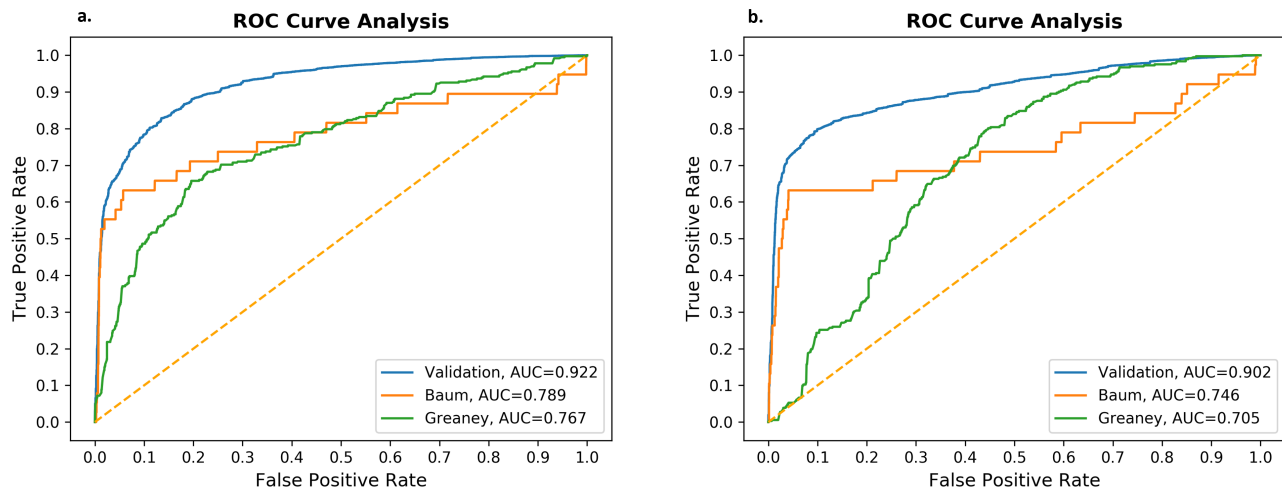 a.
ROC Curve Analysis
1.0
0.9
0.8
0.7
0.6
0.5
0.4
0.3
0.2
0.1
0.0
True Positive Rate
Validation, AUC=0.922
Baum, AUC=0.789
Greaney, AUC=0.767
0.0 0.1 0.2 0.3 0.4 0.5 0.6 0.7 0.8 0.9 1.0
False Positive Rate
b.
ROC Curve Analysis
1.0
0.9
0.8
0.7
0.6
0.5
0.4
0.3
0.2
0.1
0.0
True Positive Rate
Validation, AUC=0.902
Baum, AUC=0.746
Greaney, AUC=0.705
0.0 0.1 0.2 0.3 0.4 0.5 0.6 0.7 0.8 0.9 1.0
False Positive Rate